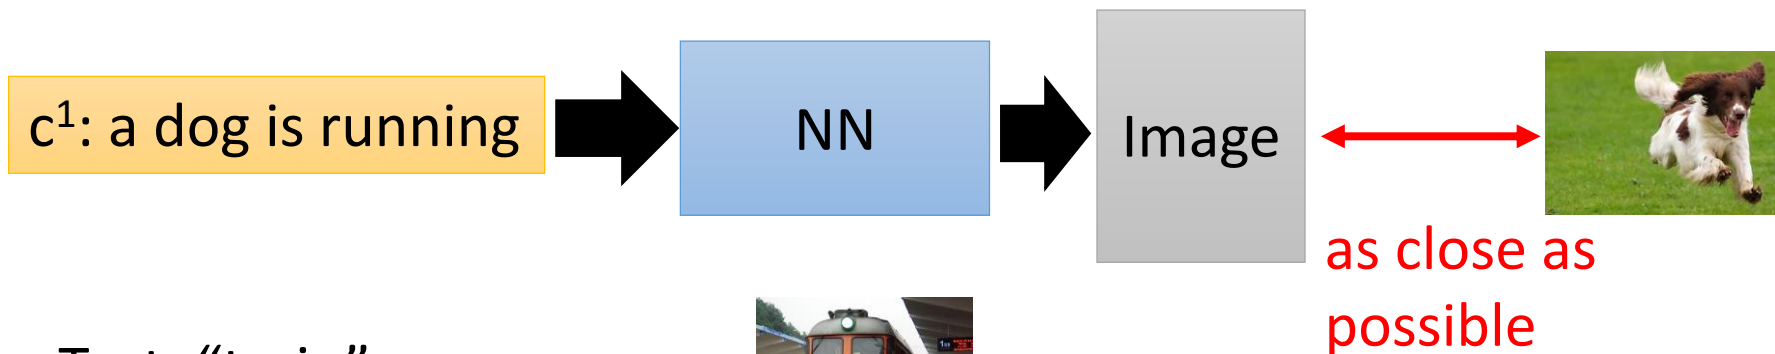 c¹: a dog is running
NN
Image
as close as
possible